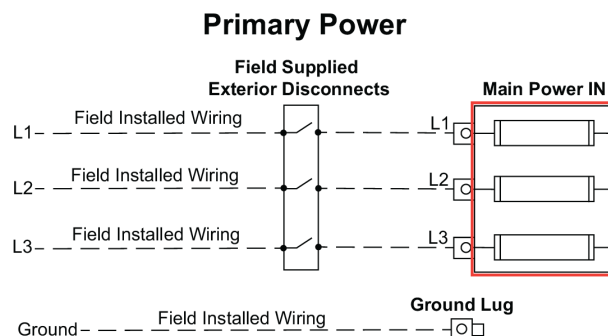 Primary Power
Field Supplied
Exterior Disconnects
Main Power IN
L1 Field Installed Wiring L1
L2 Field Installed Wiring L2
L3 Field Installed Wiring L3
Ground Lug
Ground Field Installed Wiring